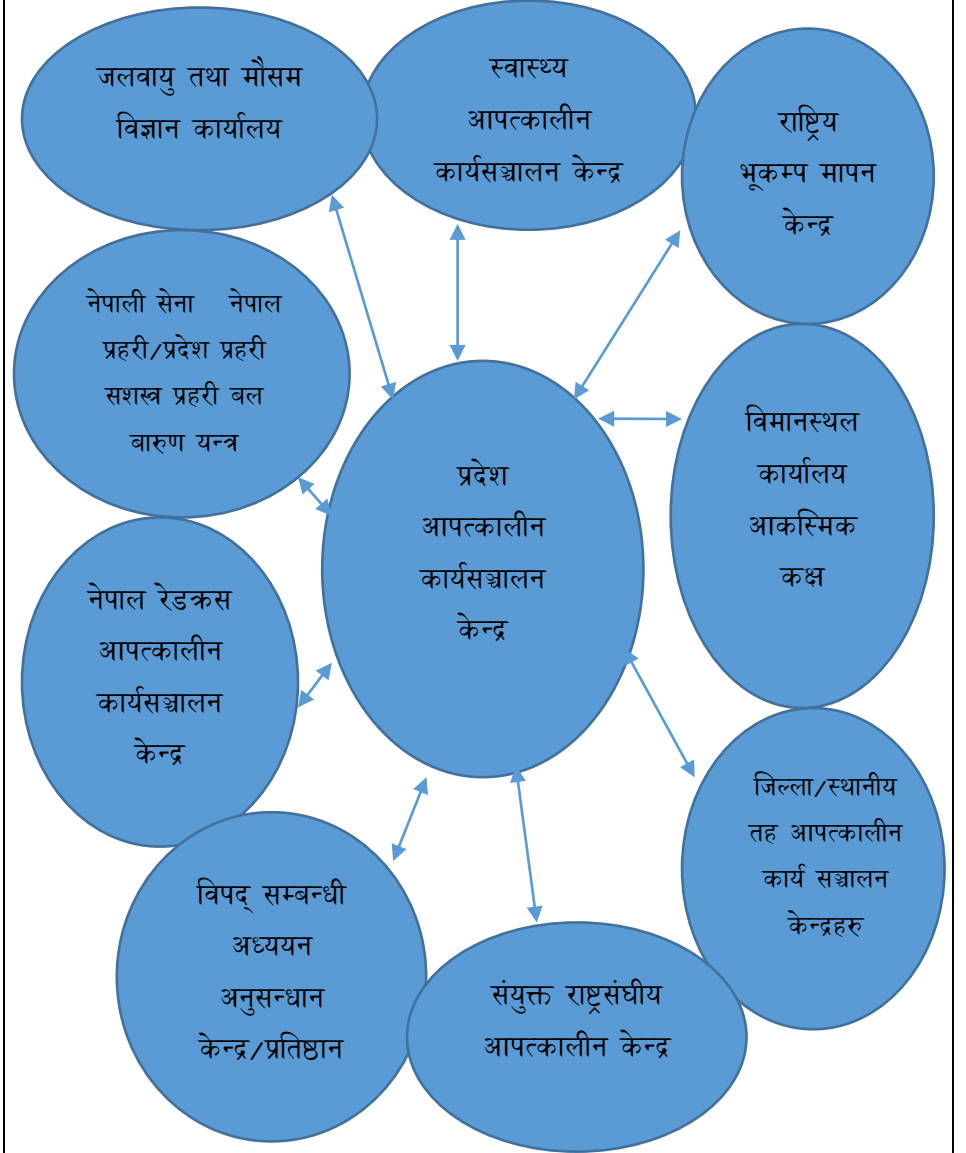 जलवायु तथा मौसम
विज्ञान कार्यालय
स्वास्थ्य
आपत्कालीन
कार्यसञ्चालन केन्द्र
राष्ट्रिय
भूकम्प मापन
केन्द्र
नेपाली सेना नेपाल
प्रहरी/प्रदेश प्रहरी
सशस्त्र प्रहरी बल
बारुण यन्त्र
विमानस्थल
कार्यालय
आकस्मिक
कक्ष
प्रदेश
आपत्कालीन
कार्यसञ्चालन
केन्द्र
नेपाल रेडक्रस
आपत्कालीन
कार्यसञ्चालन
केन्द्र
जिल्ला/स्थानीय
तह आपत्कालीन
कार्य सञ्चालन
केन्द्रहरु
विपद् सम्बन्धी
अध्ययन
अनुसन्धान
केन्द्र/प्रतिष्ठान
संयुक्त राष्ट्रसंघीय
आपत्कालीन केन्द्र